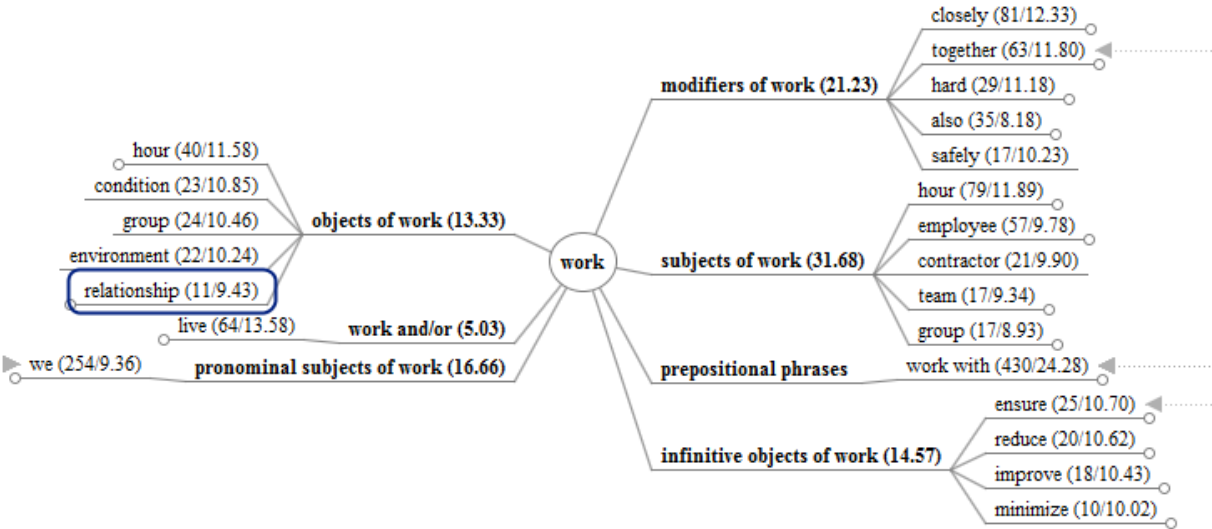 hour (40/11.58)
condition (23/10.85)
group (24/10.46)
environment (22/10.24)
relationship (11/9.43)
objects of work (13.33)
live (64/13.58)
work and/or (5.03)
we (254/9.36)
pronominal subjects of work (16.66)
work
modifiers of work (21.23)
closely (81/12.33)
together (63/11.80)
hard (29/11.18)
also (35/8.18)
safely (17/10.23)
subjects of work (31.68)
hour (79/11.89)
employee (57/9.78)
contractor (21/9.90)
team (17/9.34)
group (17/8.93)
prepositional phrases
work with (430/24.28)
infinitive objects of work (14.57)
ensure (25/10.70)
reduce (20/10.62)
improve (18/10.43)
minimize (10/10.02)